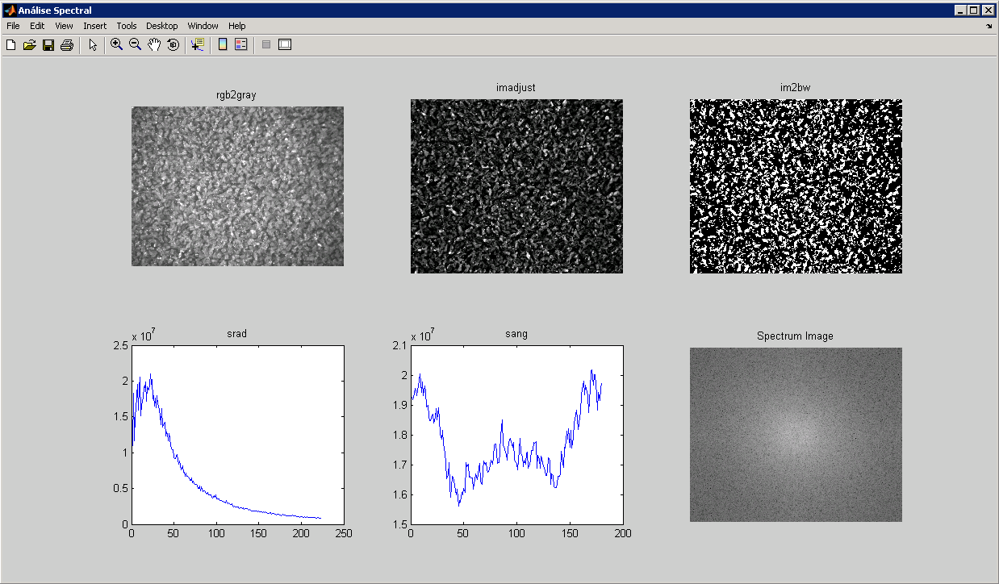 Análise Spectral
File Edit View Insert Tools Desktop Window Help
rgb2gray
imadjust
im2bw
x 10^7
srad
2.5
2
1.5
1
0.5
0
0 50 100 150 200 250
x 10^7
sang
2.1
2
1.9
1.8
1.7
1.6
1.5
0 50 100 150 200
Spectrum Image